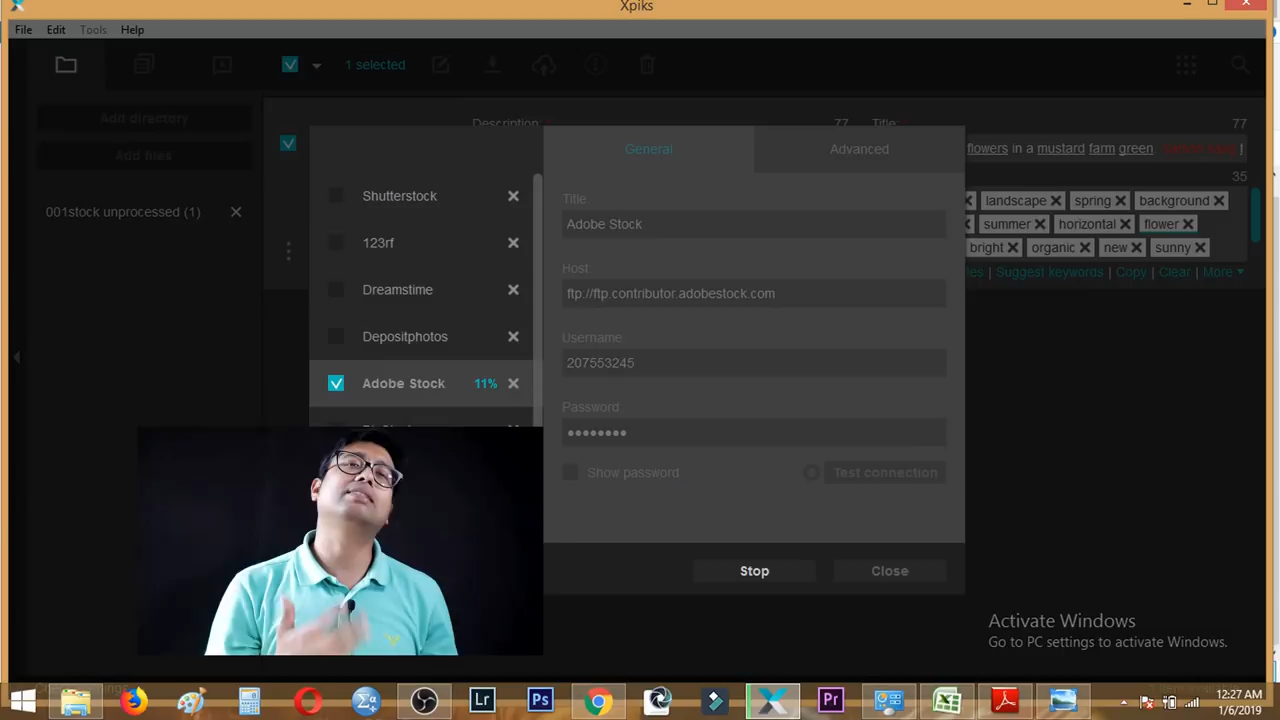 Xpiks
File Edit Tools Help
1 selected
Add directory
Add files
001stock unprocessed (1)
Description:
77
Title:
77
flowers in a mustard farm green
35
landscape spring background
summer horizontal flower
bright organic new sunny
Suggest keywords | Copy | Clear | More
Shutterstock
123rf
Dreamstime
Depositphotos
Adobe Stock 11%
General
Advanced
Title:
Adobe Stock
Host:
ftp://ftp.contributor.adobestock.com
Username:
207553245
Password:
••••••••
Show password
Test connection
Stop
Close
Activate Windows
Go to PC settings to activate Windows.
Lr
Ps
Pr
12:27 AM
1/6/2019